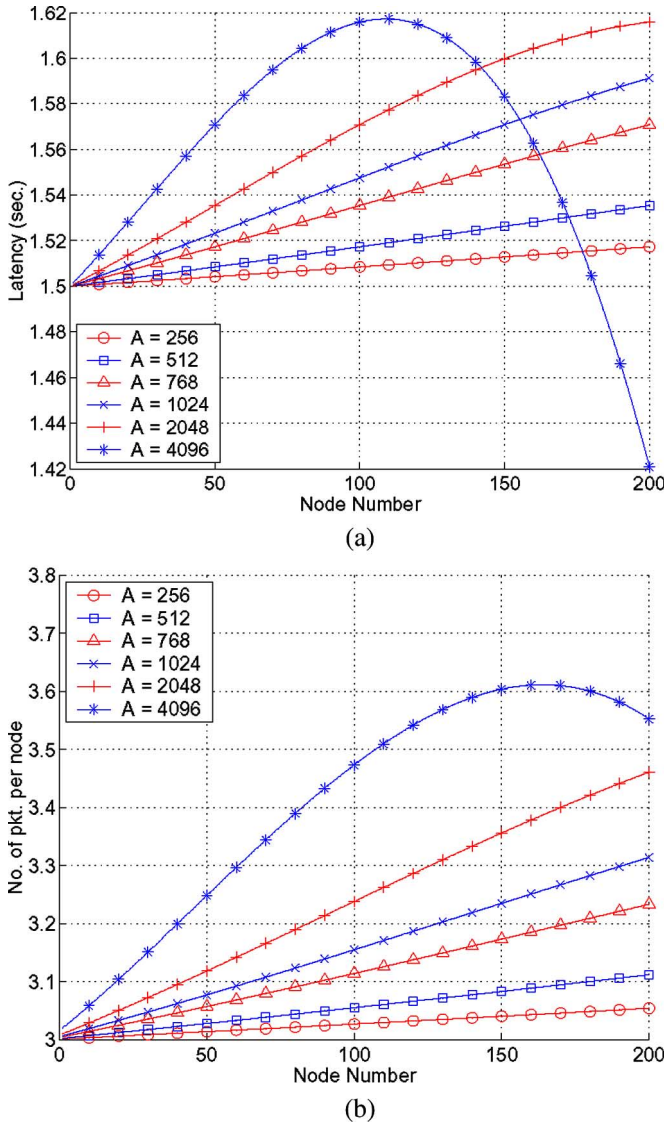 1.62
1.6
1.58
1.56
1.54
1.52
1.5
1.48
1.46
1.44
1.42
Latency (sec.)
A = 256
A = 512
A = 768
A = 1024
A = 2048
A = 4096
0 50 100 150 200
Node Number
(a)
3.8
3.7
3.6
3.5
3.4
3.3
3.2
3.1
3
No. of pkt. per node
A = 256
A = 512
A = 768
A = 1024
A = 2048
A = 4096
0 50 100 150 200
Node Number
(b)